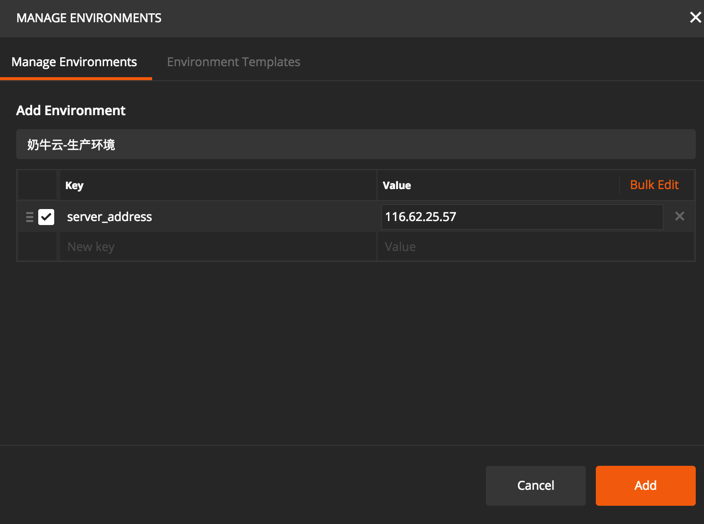 MANAGE ENVIRONMENTS
Manage Environments Environment Templates
Add Environment
奶牛云-生产环境
Key Value Bulk Edit
server_address 116.62.25.57
New key Value
Cancel Add